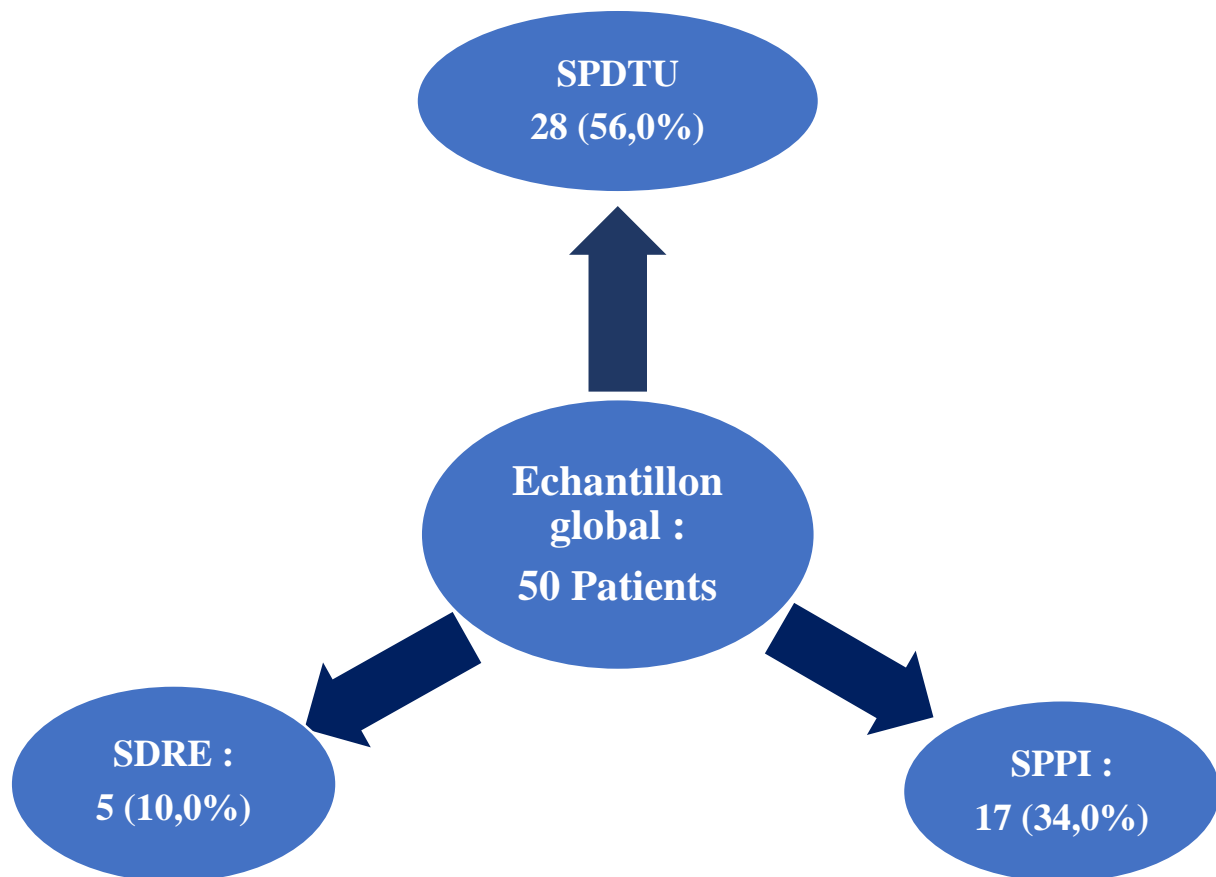 SPDTU
28 (56,0%)
Echantillon
global :
50 Patients
SDRE :
5 (10,0%)
SPPI :
17 (34,0%)